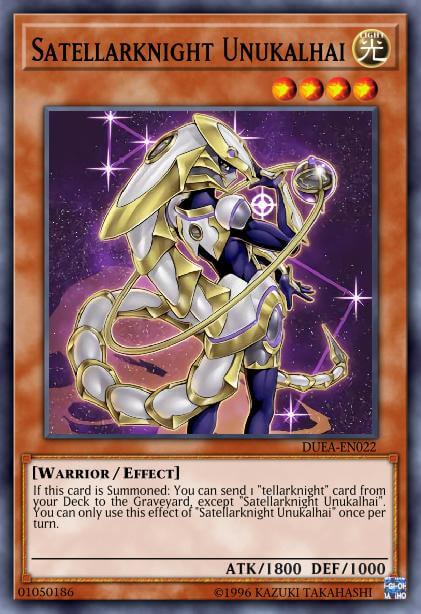 SATELLARKNIGHT UNUKALHAI
LIGHT
光
DUEA-EN022
[WARRIOR / EFFECT]
If this card is Summoned: You can send 1 "tellarknight" card from
your Deck to the Graveyard, except "Satellarknight Unukalhai".
You can only use this effect of "Satellarknight Unukalhai" once per
turn.
ATK/1800 DEF/1000
01050186
©1996 KAZUKI TAKAHASHI